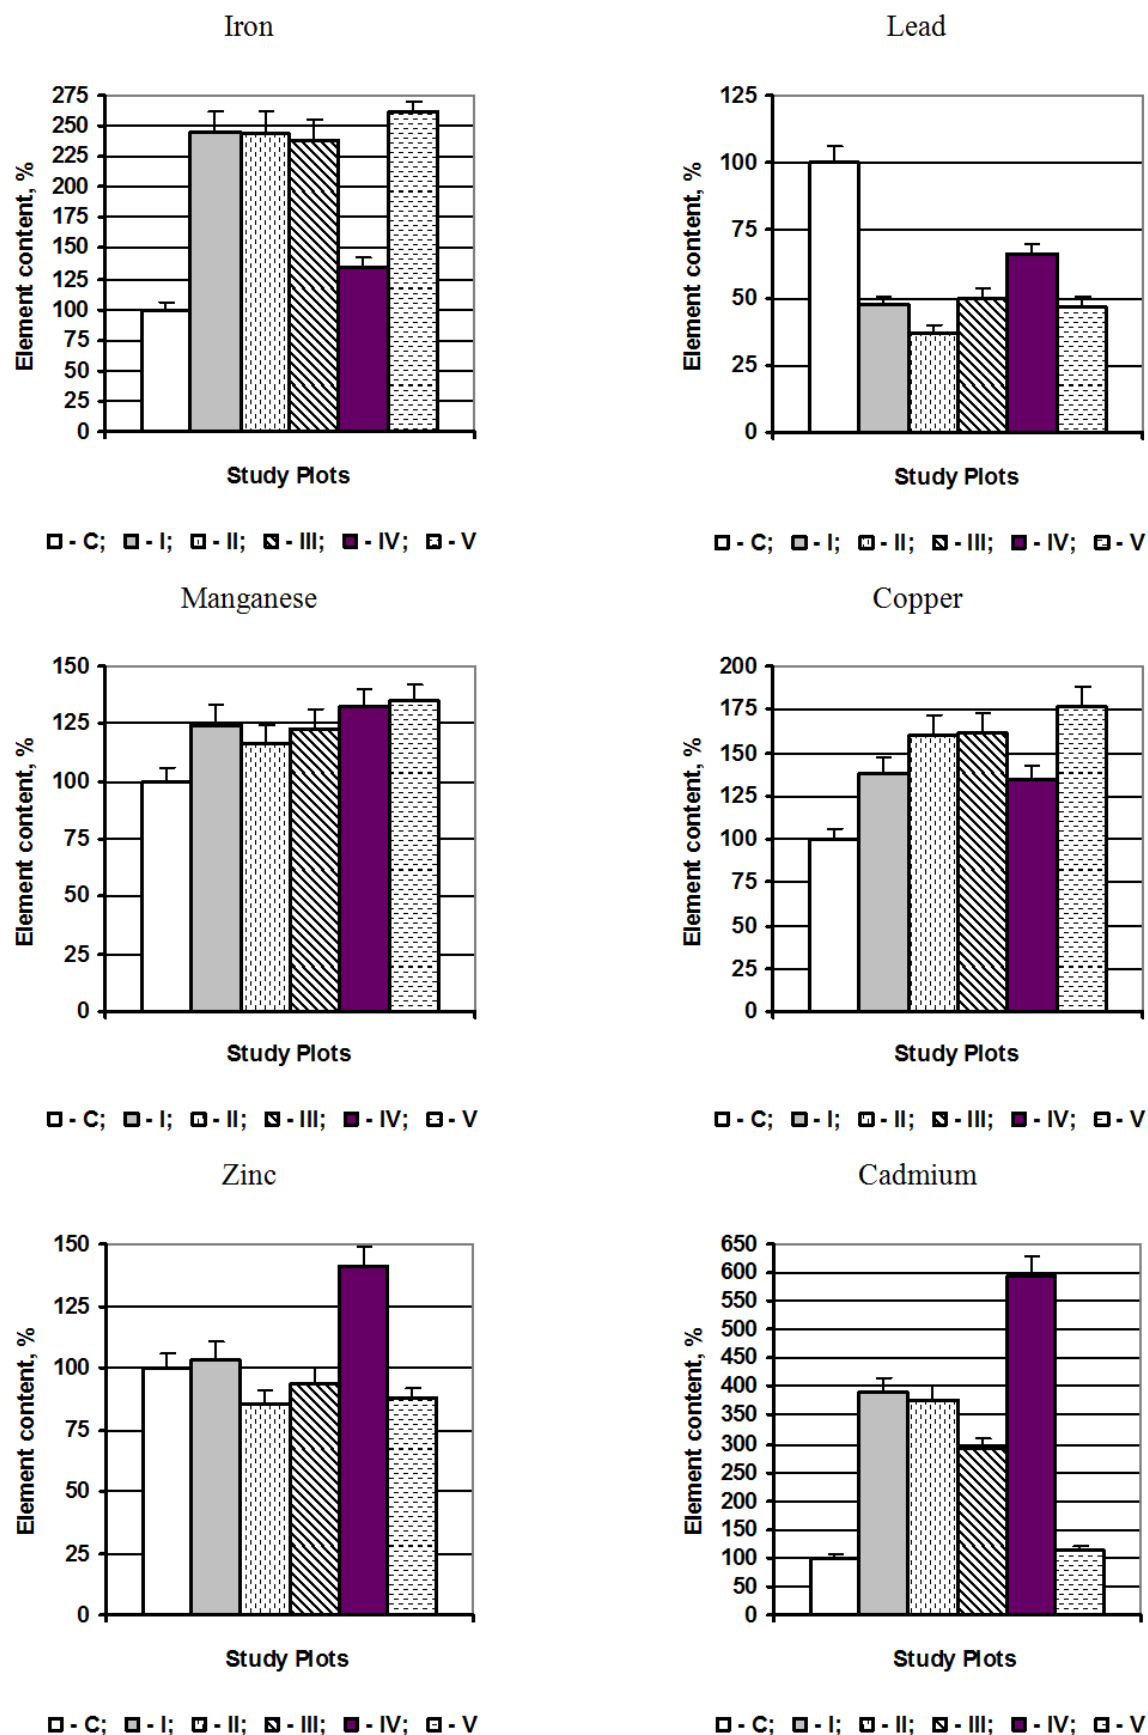 Iron
275
250
225
200
175
150
125
100
75
50
25
0
Element content, %
Study Plots
- C; - I; - II; - III; - IV; - V
Lead
125
100
75
50
25
0
Element content, %
Study Plots
- C; - I; - II; - III; - IV; - V
Manganese
150
125
100
75
50
25
0
Element content, %
Study Plots
- C; - I; - II; - III; - IV; - V
Copper
200
175
150
125
100
75
50
25
0
Element content, %
Study Plots
- C; - I; - II; - III; - IV; - V
Zinc
150
125
100
75
50
25
0
Element content, %
Study Plots
- C; - I; - II; - III; - IV; - V
Cadmium
650
600
550
500
450
400
350
300
250
200
150
100
50
0
Element content, %
Study Plots
- C; - I; - II; - III; - IV; - V